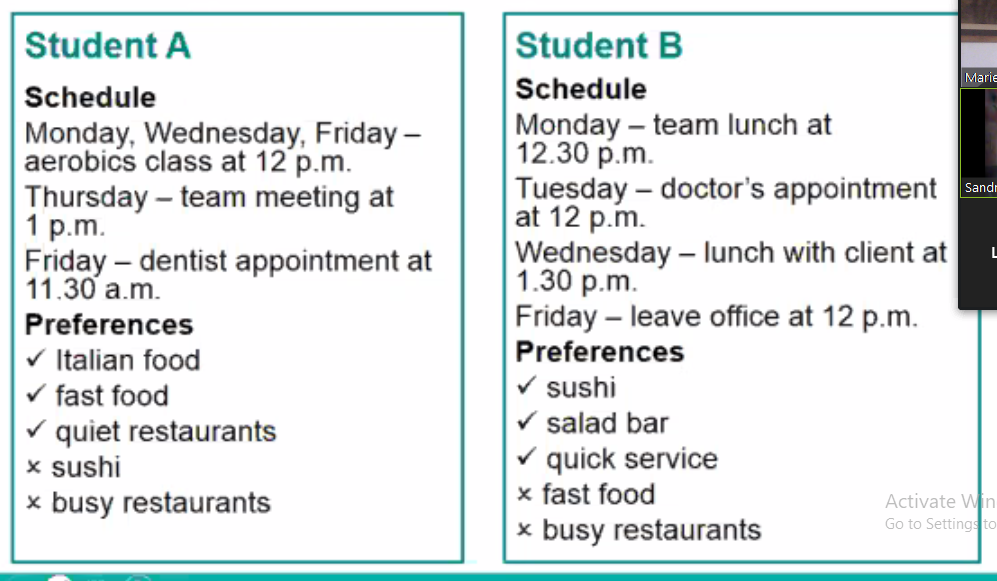 Student A
Schedule
Monday, Wednesday, Friday –
aerobics class at 12 p.m.
Thursday – team meeting at
1 p.m.
Friday – dentist appointment at
11.30 a.m.
Preferences
✓ Italian food
✓ fast food
✓ quiet restaurants
× sushi
× busy restaurants
Student B
Schedule
Monday – team lunch at
12.30 p.m.
Tuesday – doctor's appointment
at 12 p.m.
Wednesday – lunch with client at
1.30 p.m.
Friday – leave office at 12 p.m.
Preferences
✓ sushi
✓ salad bar
✓ quick service
× fast food
× busy restaurants
Marie
Sandr
L
Activate Win
Go to Settings to